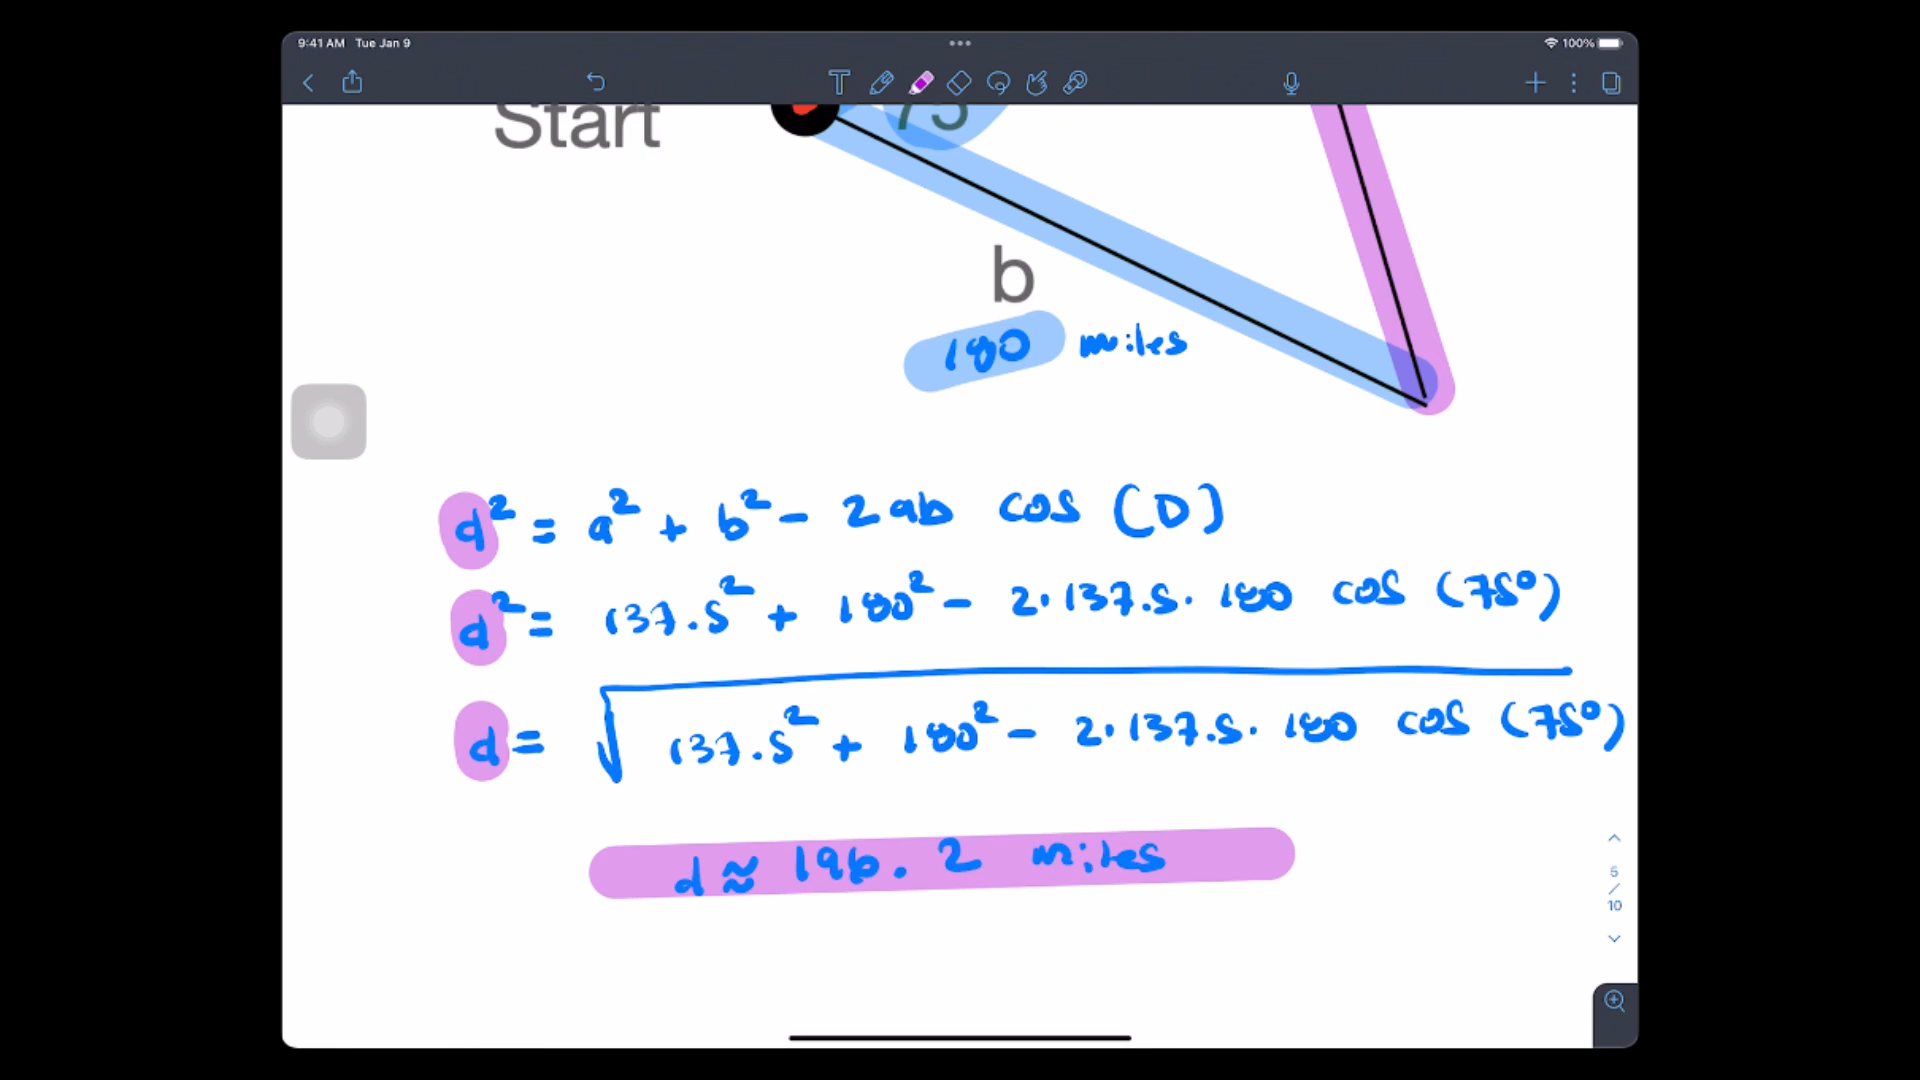 9:41 AM Tue Jan 9
100%
Start
75
b
180 miles
d² = a² + b² - 2ab cos (D)
d² = 137.5² + 180² - 2·137.5·180 cos (75°)
d = √137.5² + 180² - 2·137.5·180 cos (75°)
d ≈ 196.2 miles
5
/
10